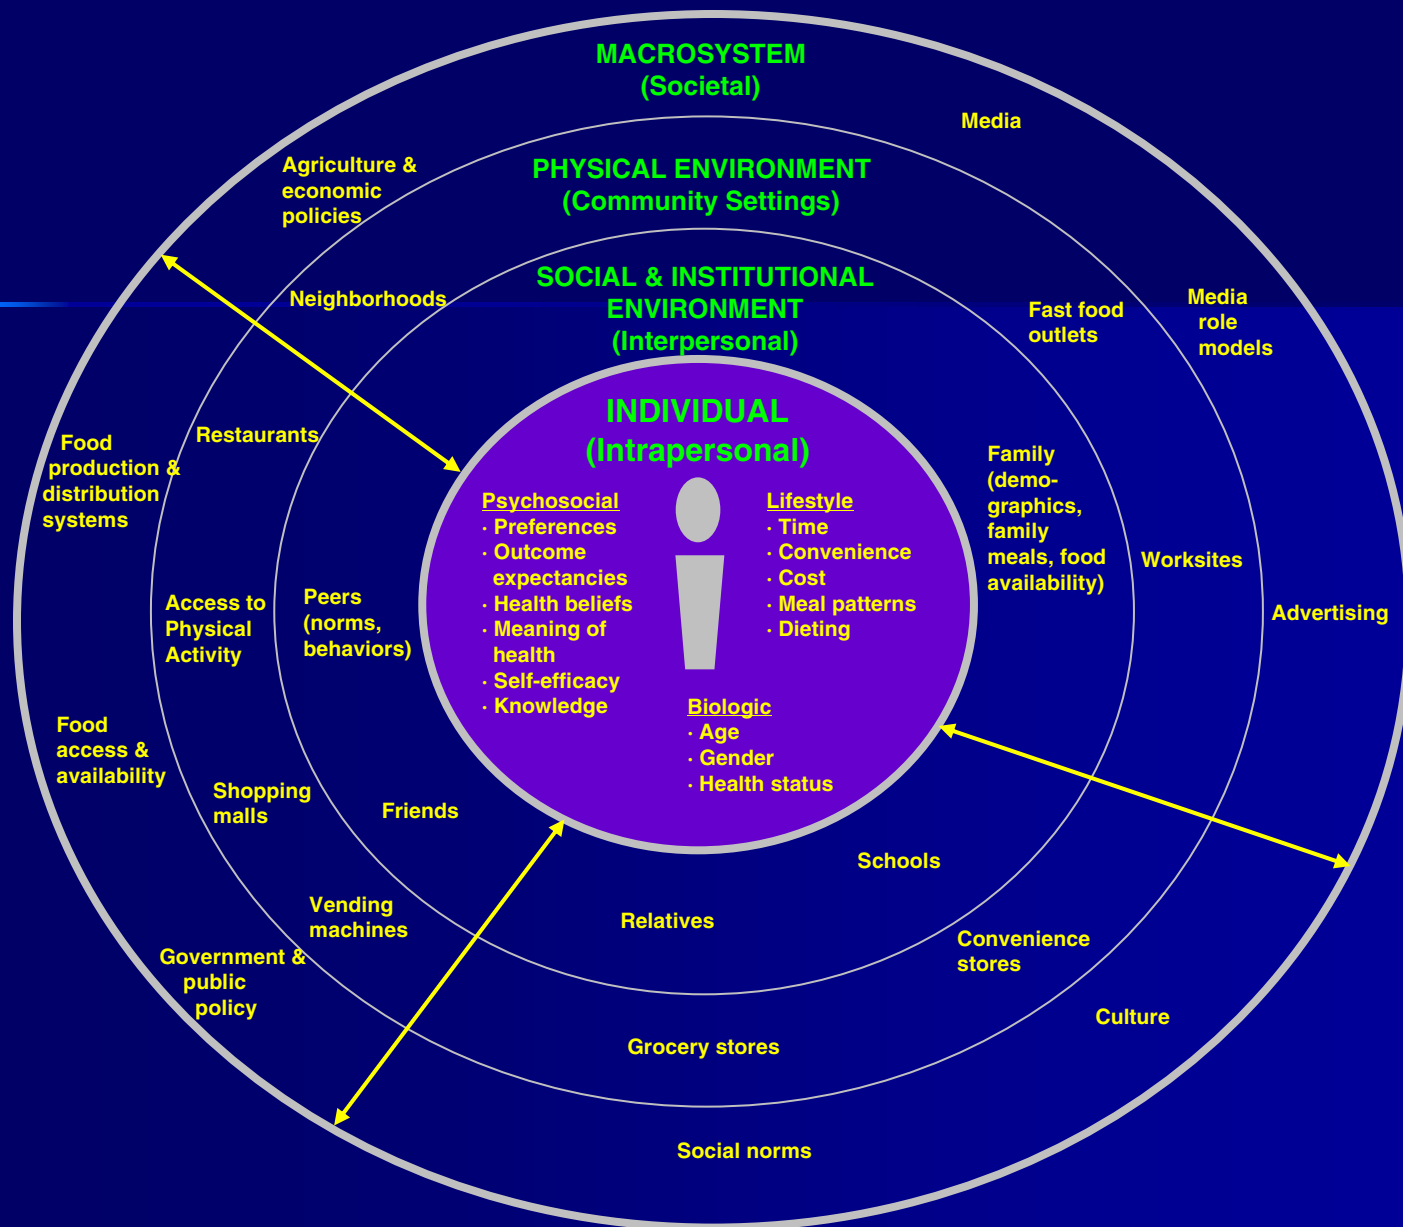 MACROSYSTEM
(Societal)
Media
Agriculture &
economic
policies
PHYSICAL ENVIRONMENT
(Community Settings)
Neighborhoods
SOCIAL & INSTITUTIONAL
ENVIRONMENT
(Interpersonal)
Fast food
outlets
Media
role
models
Food
production &
distribution
systems
Restaurants
INDIVIDUAL
(Intrapersonal)
Psychosocial
· Preferences
· Outcome
expectancies
· Health beliefs
· Meaning of
health
· Self-efficacy
· Knowledge
Lifestyle
· Time
· Convenience
· Cost
· Meal patterns
· Dieting
Biologic
· Age
· Gender
· Health status
Family
(demo-
graphics,
family
meals, food
availability)
Worksites
Advertising
Access to
Physical
Activity
Peers
(norms,
behaviors)
Food
access &
availability
Shopping
malls
Friends
Schools
Vending
machines
Relatives
Convenience
stores
Government &
public
policy
Culture
Grocery stores
Social norms